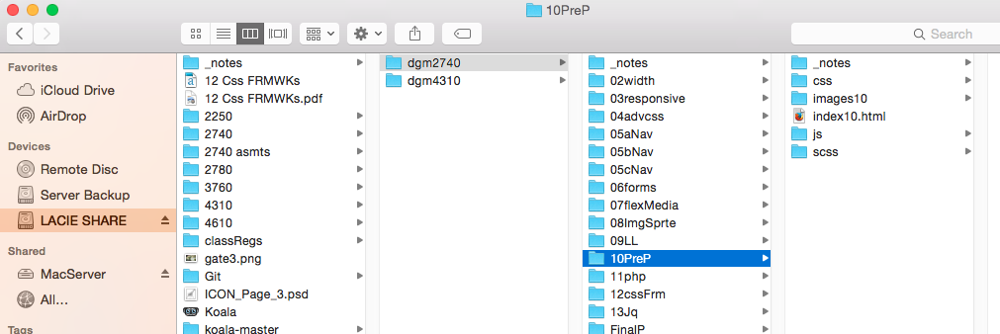 10PreP
Search
Favorites
iCloud Drive
AirDrop
Devices
Remote Disc
Server Backup
LACIE SHARE
Shared
MacServer
All...
Tags
_notes
12 Css FRMWKs
12 Css FRMWKs.pdf
2250
2740
2740 asmts
2780
3760
4310
4610
classRegs
gate3.png
Git
ICON_Page_3.psd
Koala
koala-master
dgm2740
dgm4310
_notes
02width
03responsive
04advcss
05aNav
05bNav
05cNav
06forms
07flexMedia
08ImgSprte
09LL
10PreP
11php
12cssFrm
13Jq
FinalP
_notes
css
images10
index10.html
js
scss